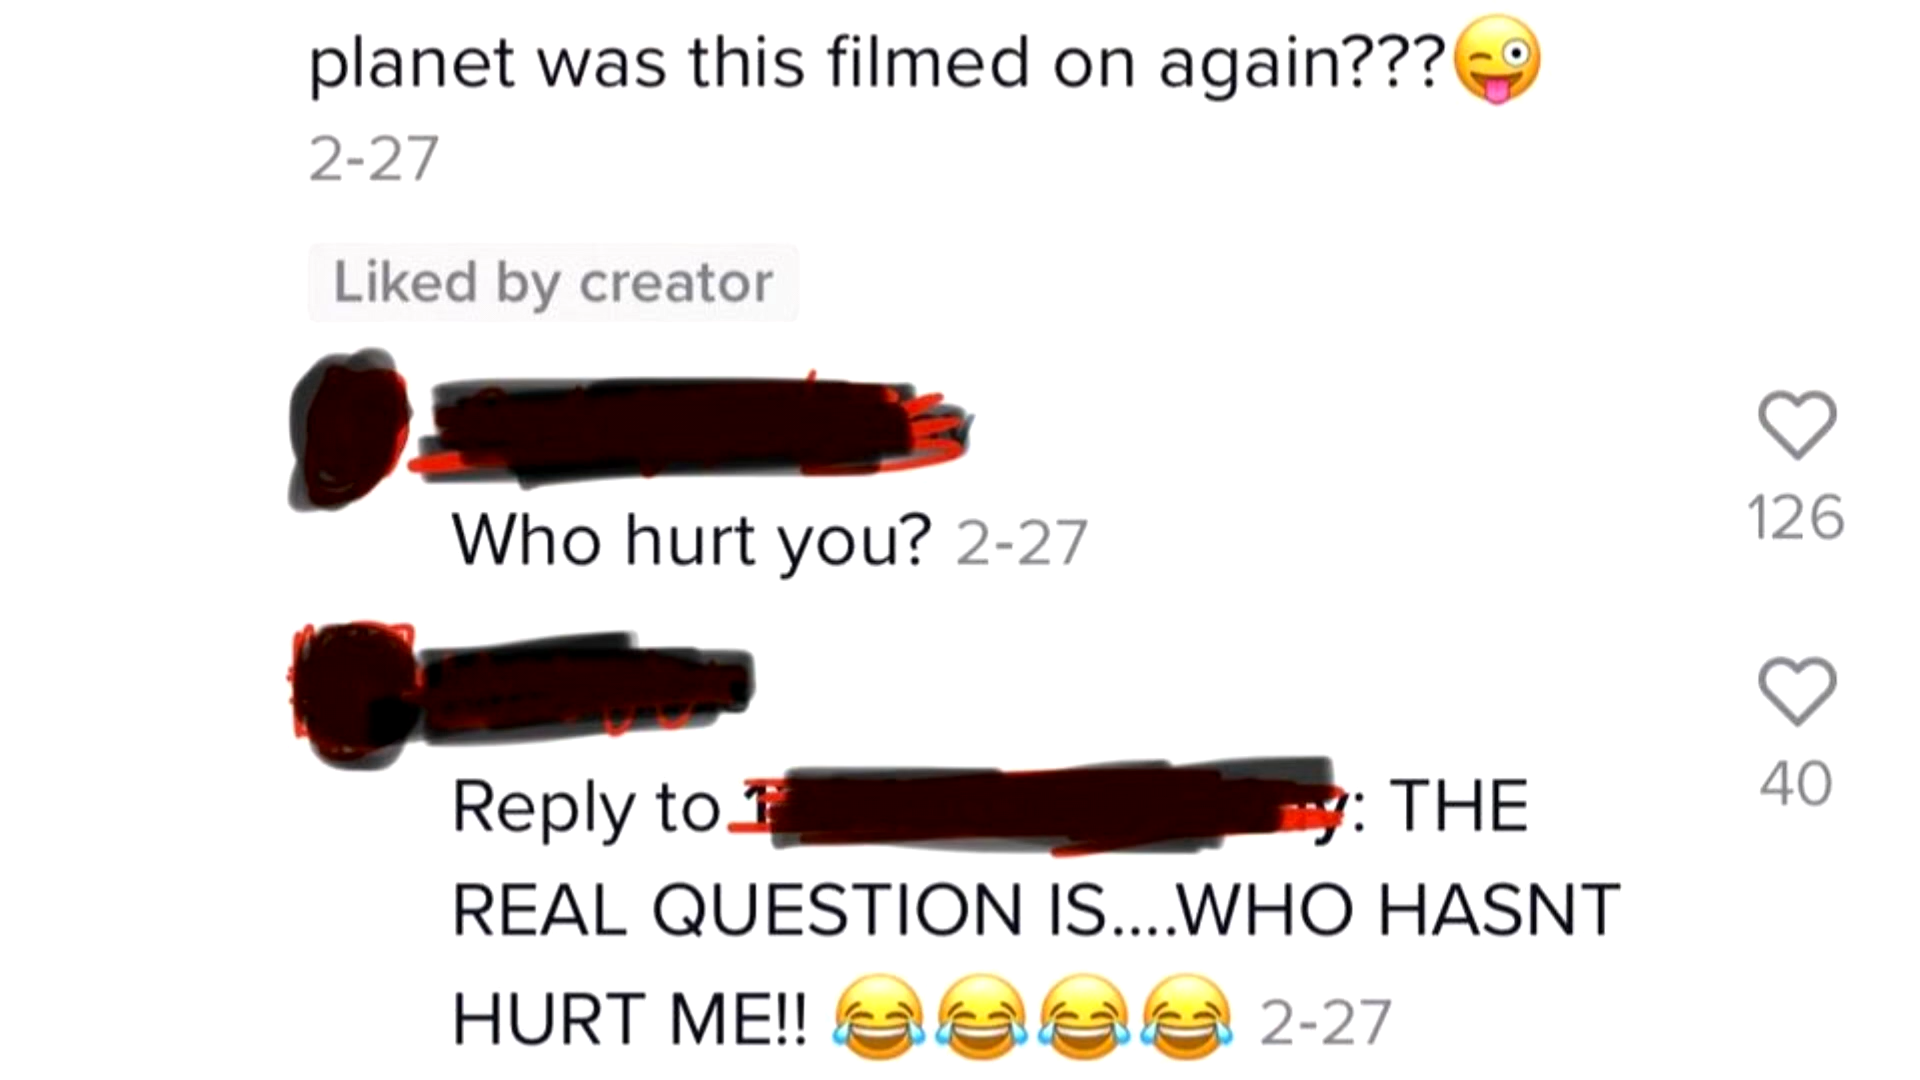 planet was this filmed on again???😜
2-27
Liked by creator
Who hurt you? 2-27
126
Reply to : THE
40
REAL QUESTION IS....WHO HASNT
HURT ME!! 😂😂😂😂 2-27